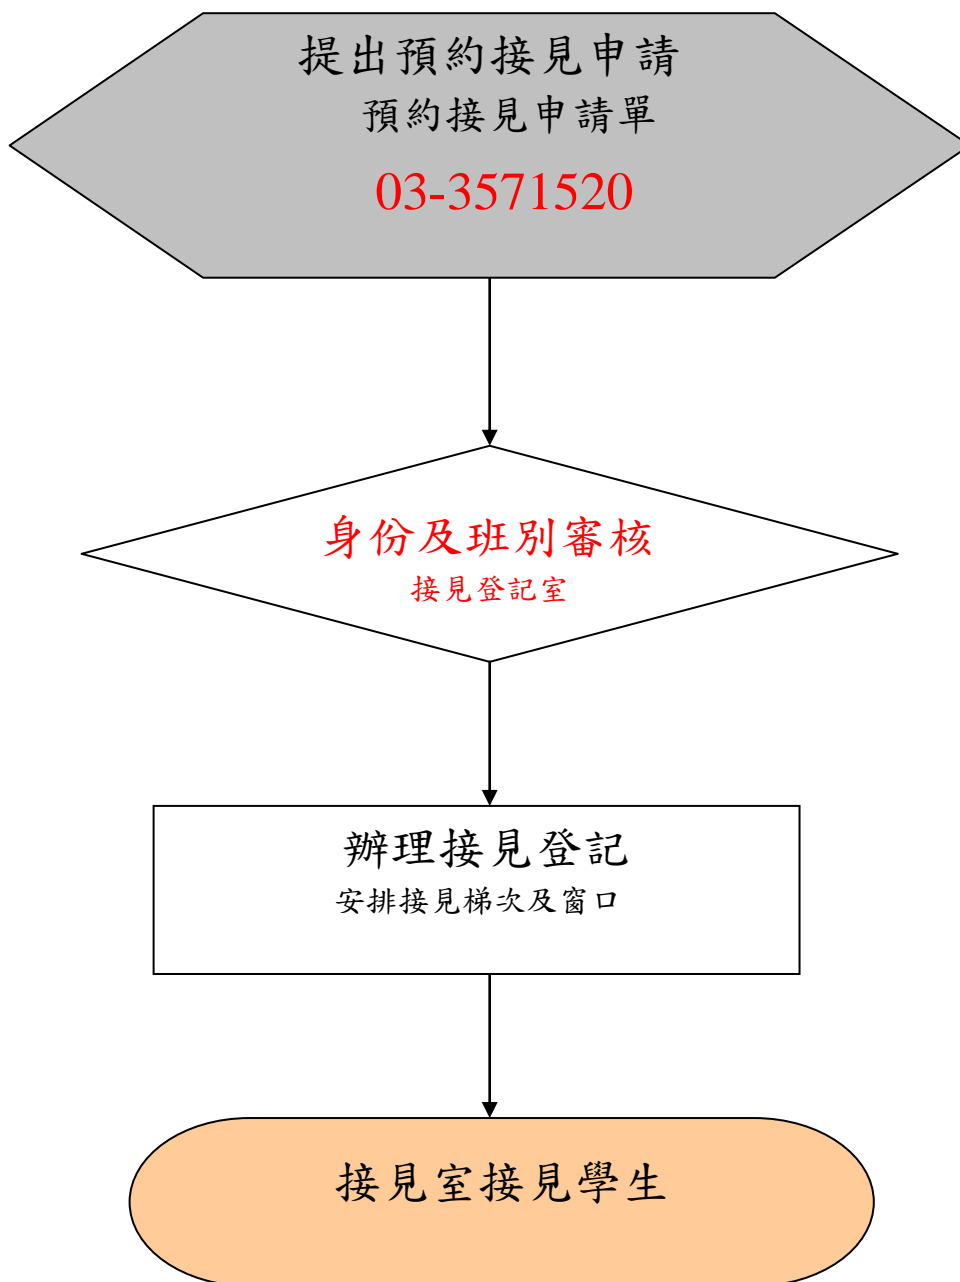 提出預約接見申請
預約接見申請單
03-3571520
身份及班別審核
接見登記室
辦理接見登記
安排接見梯次及窗口
接見室接見學生